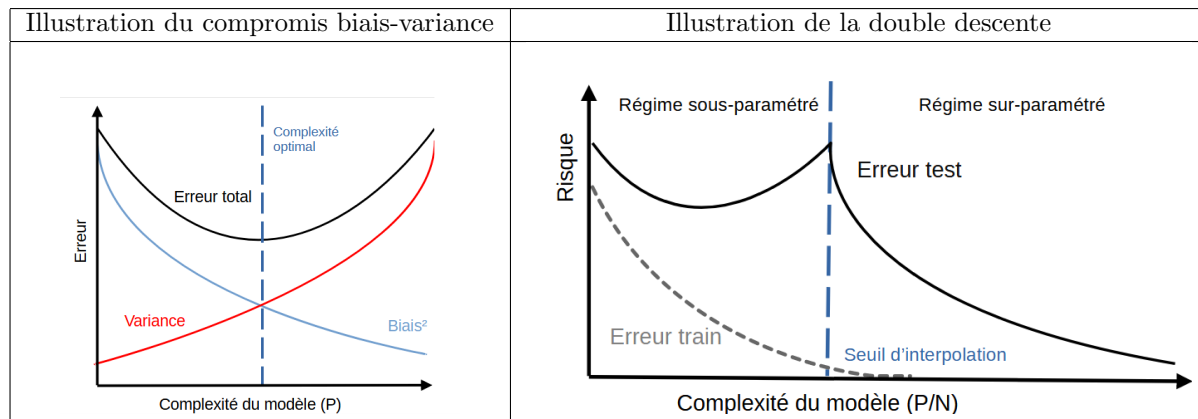 Illustration du compromis biais-variance
Illustration de la double descente
Complexité
optimal
Erreur total
Erreur
Variance
Biais²
Complexité du modèle (P)
Régime sous-paramétré
Régime sur-paramétré
Risque
Erreur test
Erreur train
Seuil d'interpolation
Complexité du modèle (P/N)